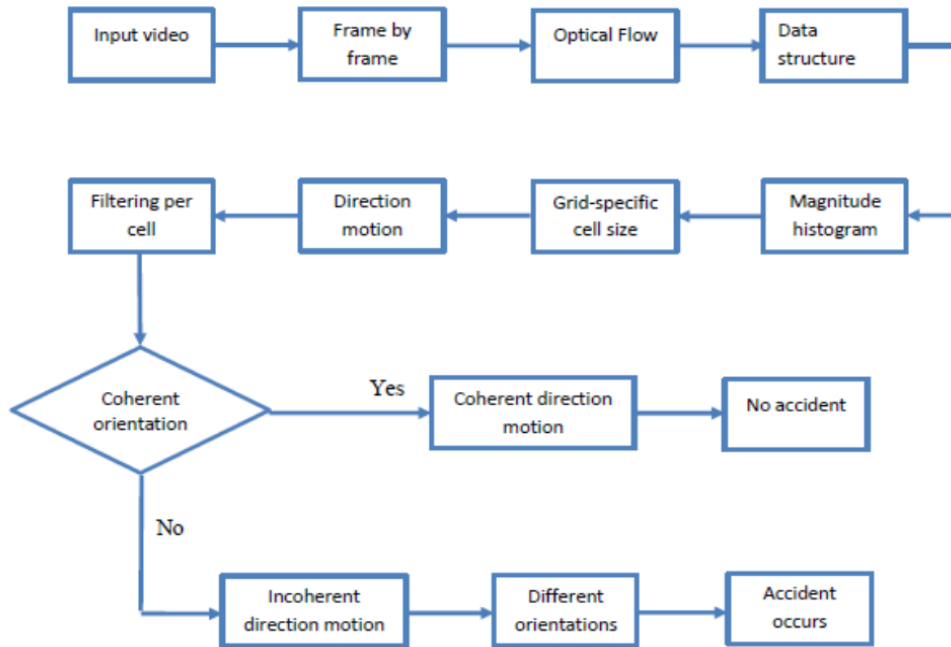 Input video
Frame by
frame
Optical Flow
Data
structure
Filtering per
cell
Direction
motion
Grid-specific
cell size
Magnitude
histogram
Coherent
orientation
Yes
Coherent direction
motion
No accident
No
Incoherent
direction motion
Different
orientations
Accident
occurs